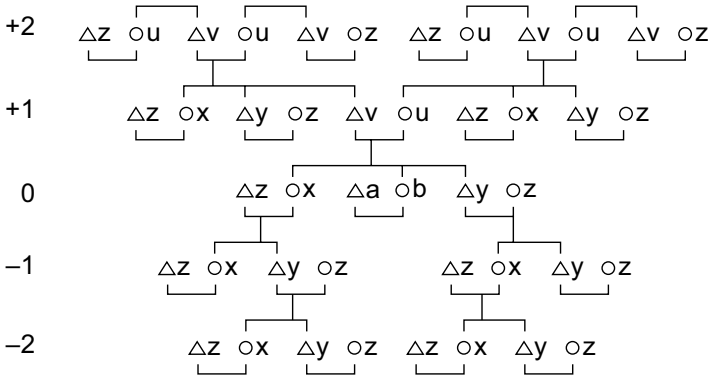 +2 △z ○u △v ○u △v ○z △z ○u △v ○u △v ○z
+1 △z ○x △y ○z △v ○u △z ○x △y ○z
0 △z ○x △a ○b △y ○z
–1 △z ○x △y ○z △z ○x △y ○z
–2 △z ○x △y ○z △z ○x △y ○z